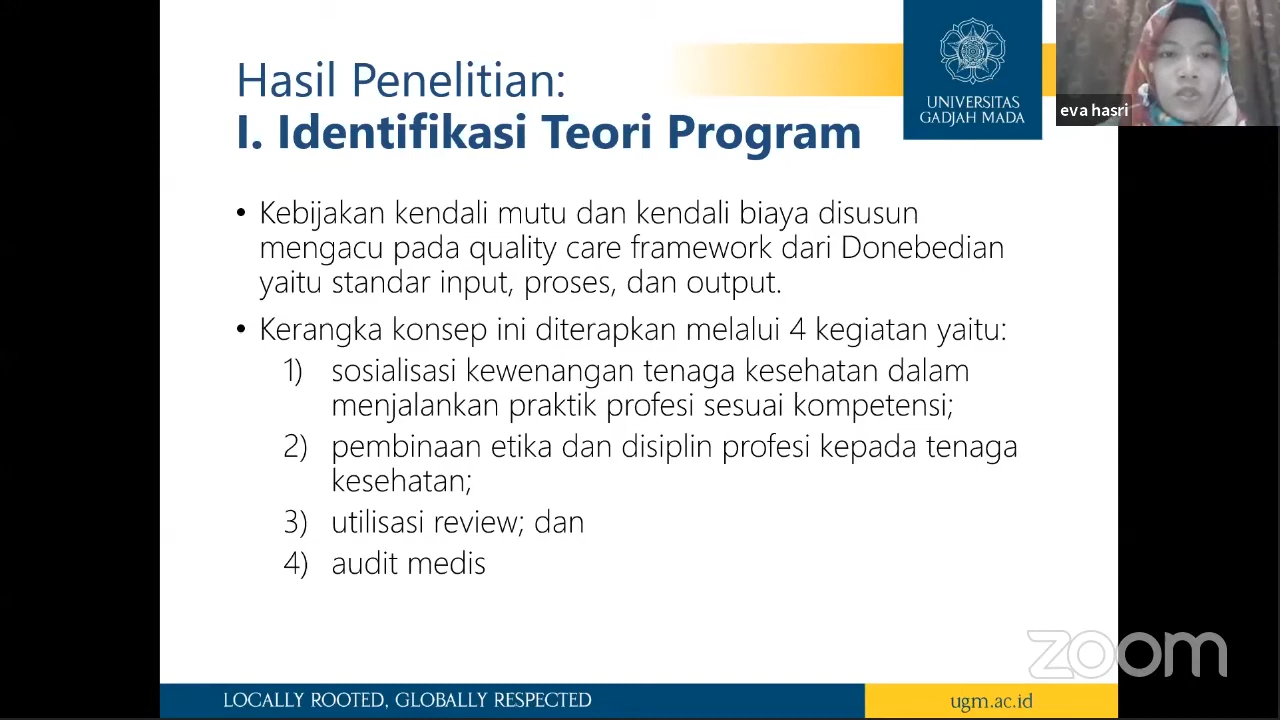 Hasil Penelitian:
I. Identifikasi Teori Program
UNIVERSITAS
GADJAH MADA
eva hasri
• Kebijakan kendali mutu dan kendali biaya disusun
mengacu pada quality care framework dari Donebedian
yaitu standar input, proses, dan output.
• Kerangka konsep ini diterapkan melalui 4 kegiatan yaitu:
1) sosialisasi kewenangan tenaga kesehatan dalam
menjalankan praktik profesi sesuai kompetensi;
2) pembinaan etika dan disiplin profesi kepada tenaga
kesehatan;
3) utilisasi review; dan
4) audit medis
zoom
LOCALLY ROOTED, GLOBALLY RESPECTED
ugm.ac.id